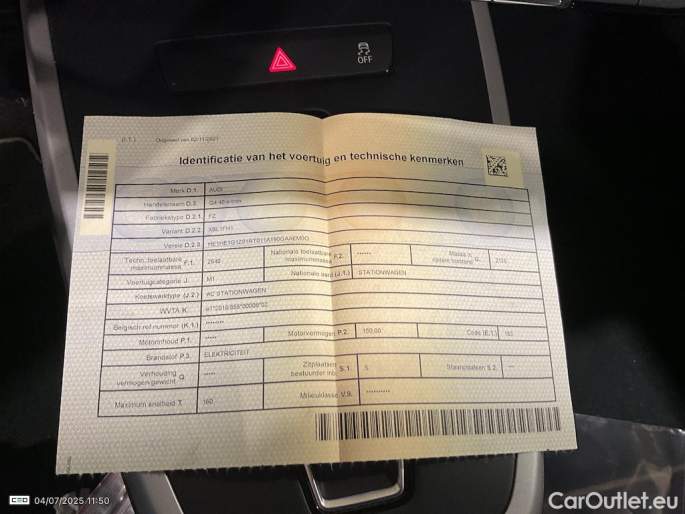 OFF
Identificatie van het voertuig en technische kenmerken
Merk D.1. AUDI
Handelsnaam D.3. Q4 40 e-tron
Fabriekstype D.2.1. FZ
Variant D.2.2.
Versie D.2.3.
Techn. toelaatbare maximummassa F.1. 2640 Nationale toelaatbare maximummassa F.2. ****** Massa in rijklare toestand G.
Voertuigcategorie J. M1 Nationale aard (J.1.) STATIONWAGEN
Koetswerktype (J.2.) AC STATIONWAGEN
WVTA K.
Belgisch ref nummer (K.1.) ********
Motorinhoud P.1. ***** Motorvermogen P.2. 150,00 Code (E.1.)
Brandstof P.3. ELEKTRICITEIT
Verhouding vermogen/gewicht Q. ***** Zitplaatsen bestuurder incl. S.1. 5 Staanplaatsen S.2. ***
Maximum snelheid T. 160 Milieuklasse V.9. **********
04/07/2025 11:50
CarOutlet.eu